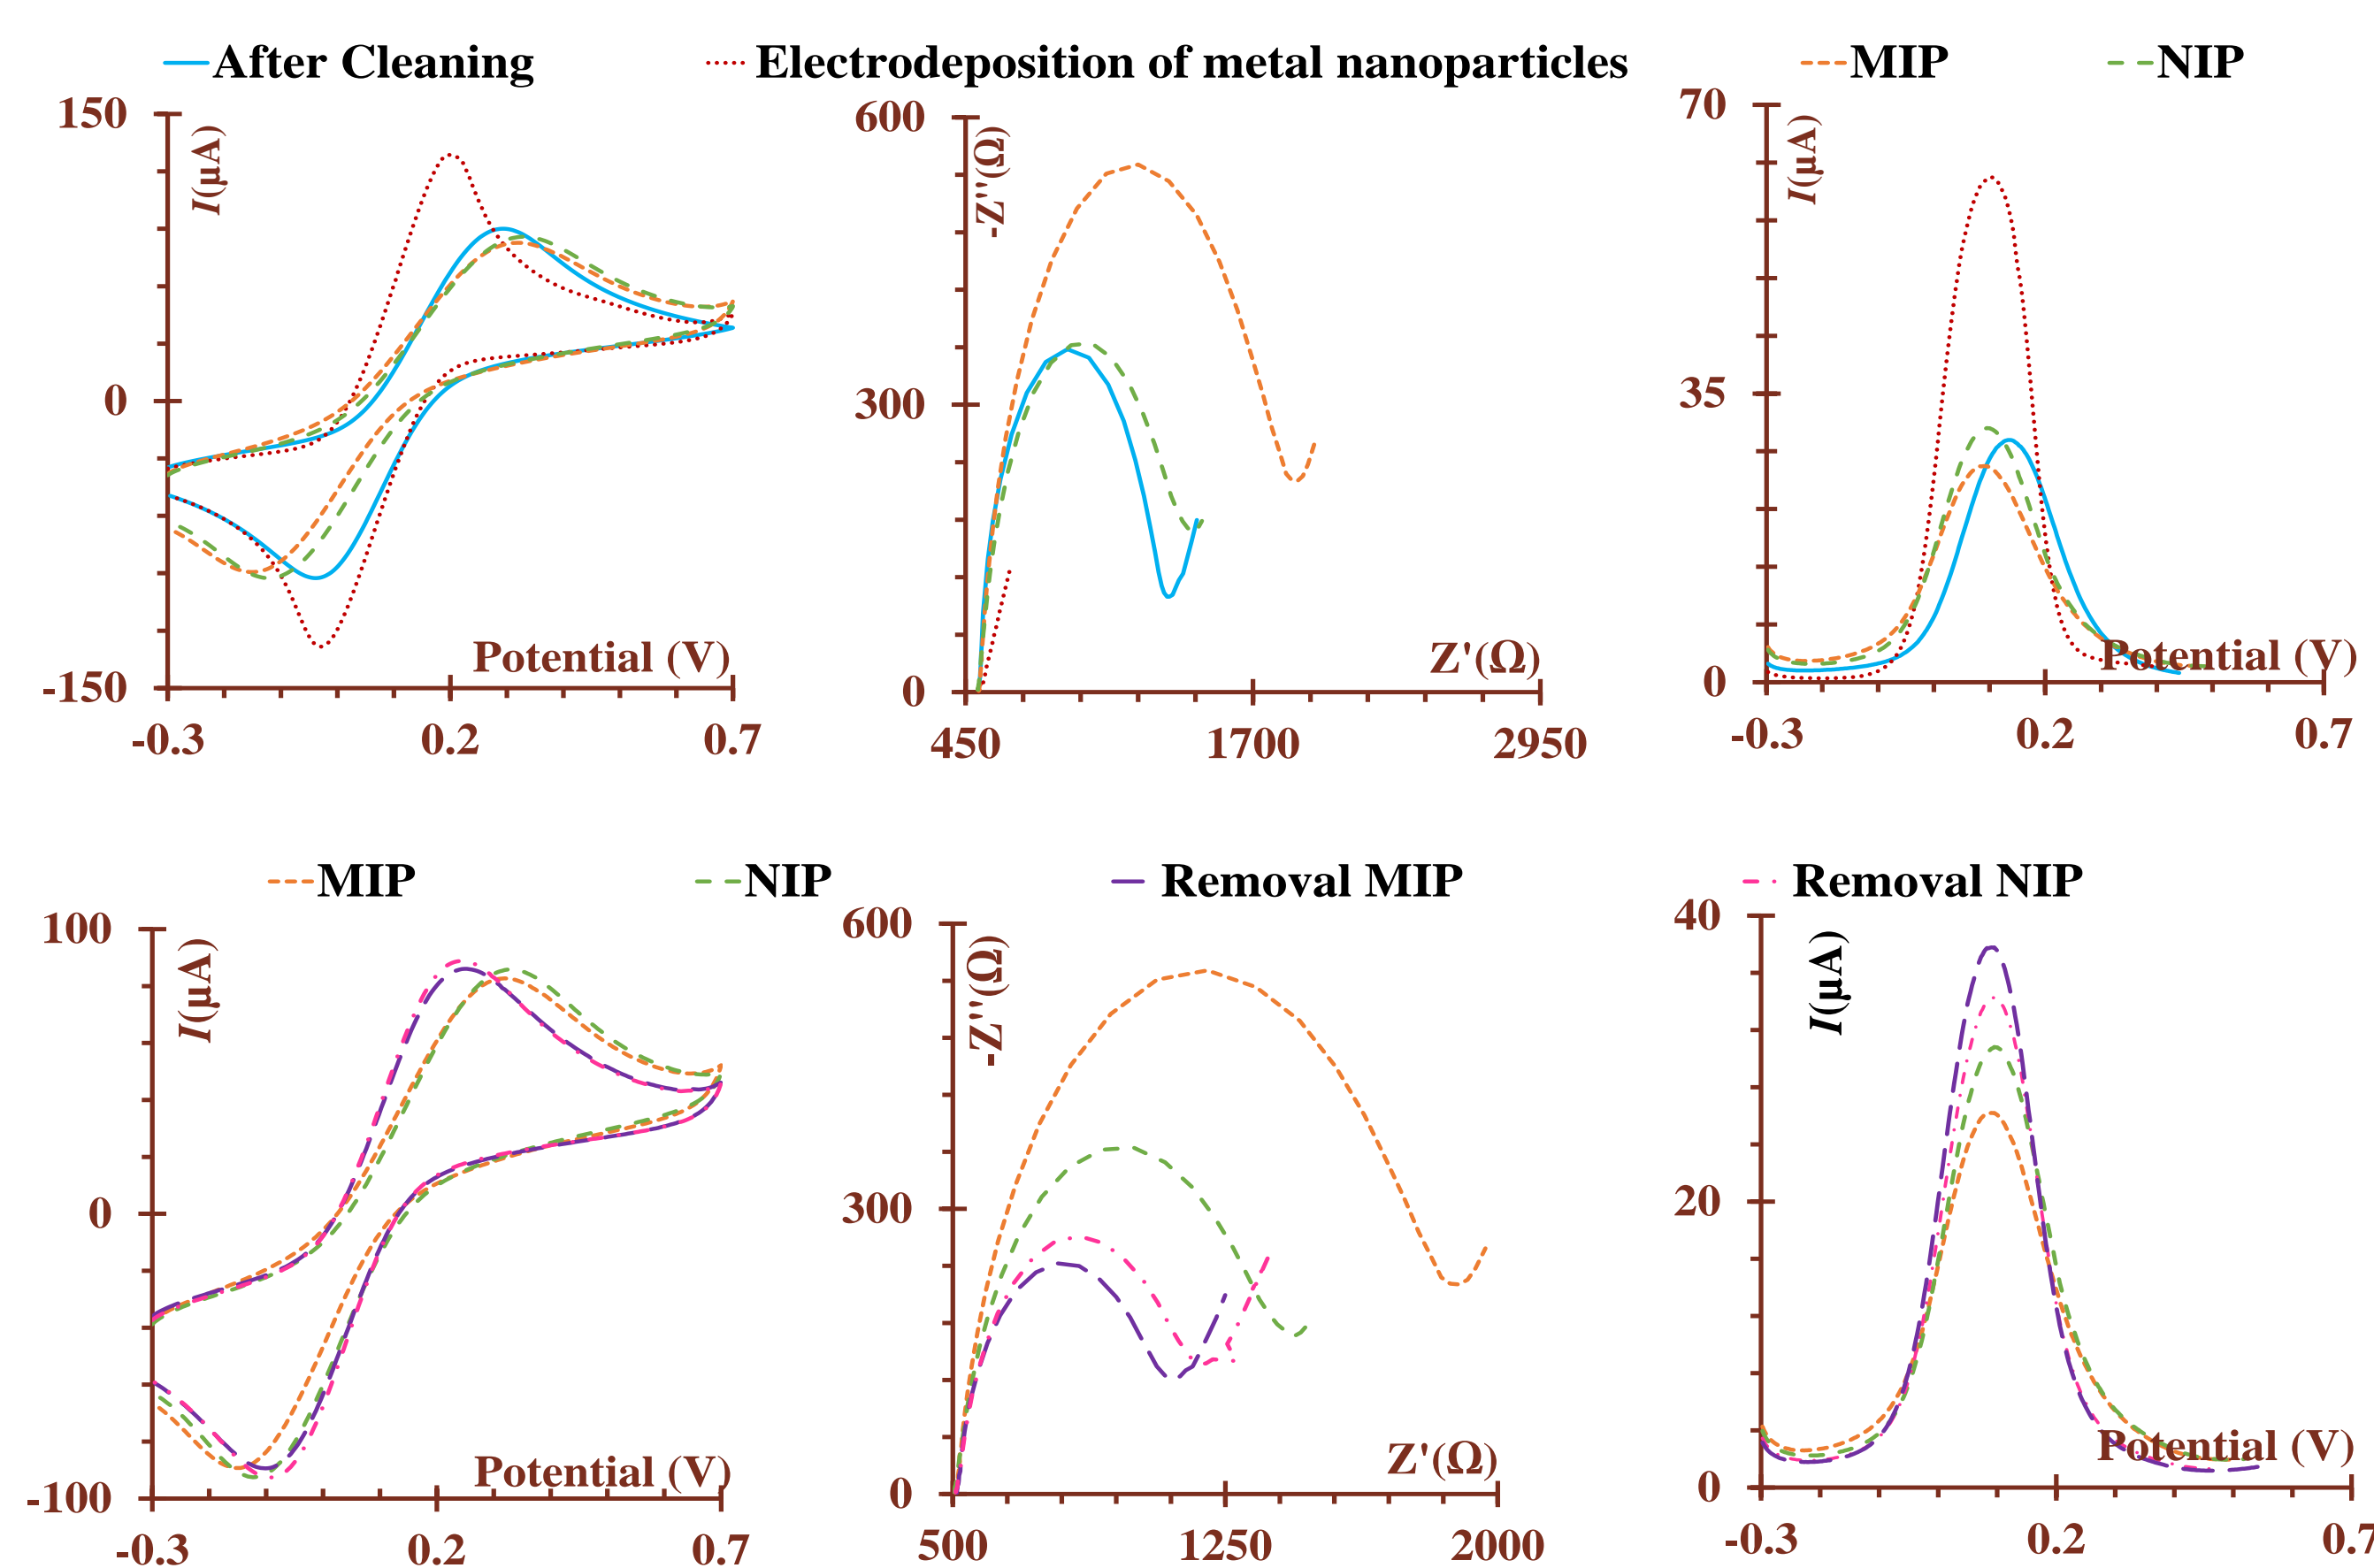 After Cleaning
Electrodeposition of metal nanoparticles
MIP
NIP
150
0
-150
I(µA)
Potential (V)
-0.3
0.2
0.7
600
300
0
-Z''(Ω)
Z'(Ω)
450
1700
2950
70
35
0
I(µA)
Potential (V)
-0.3
0.2
0.7
MIP
NIP
Removal MIP
Removal NIP
100
0
-100
I(µA)
Potential (V)
-0.3
0.2
0.7
600
300
0
-Z''(Ω)
Z'(Ω)
500
1250
2000
40
20
0
I(µA)
Potential (V)
-0.3
0.2
0.7